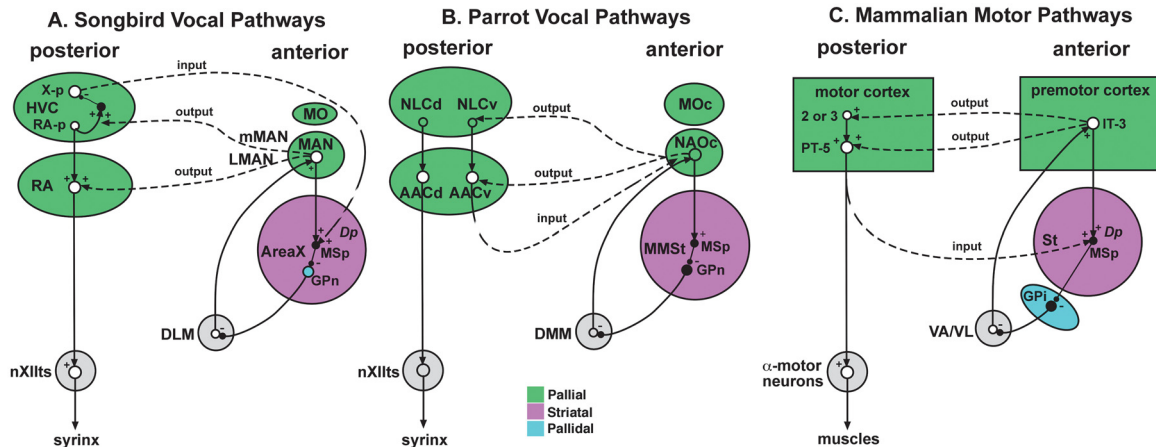 A. Songbird Vocal Pathways
posterior
anterior
input
X-p
-
HVC
+
+
RA-p
output
MO
mMAN
MAN
LMAN
+
output
RA
+
+
+
Dp
+
AreaX
MSp
-
GPn
DLM
-
nXIIts
+
syrinx
B. Parrot Vocal Pathways
posterior
anterior
NLCd
NLCv
output
MOc
NAOc
output
AACd
AACv
input
+
MMSt
MSp
-
GPn
DMM
-
nXIIts
syrinx
Pallial
Striatal
Pallidal
C. Mammalian Motor Pathways
posterior
anterior
motor cortex
premotor cortex
output
2 or 3
+
IT-3
+
+
+
PT-5
output
input
+
+
Dp
St
MSp
GPi
-
VA/VL
-
α-motor
neurons
+
muscles